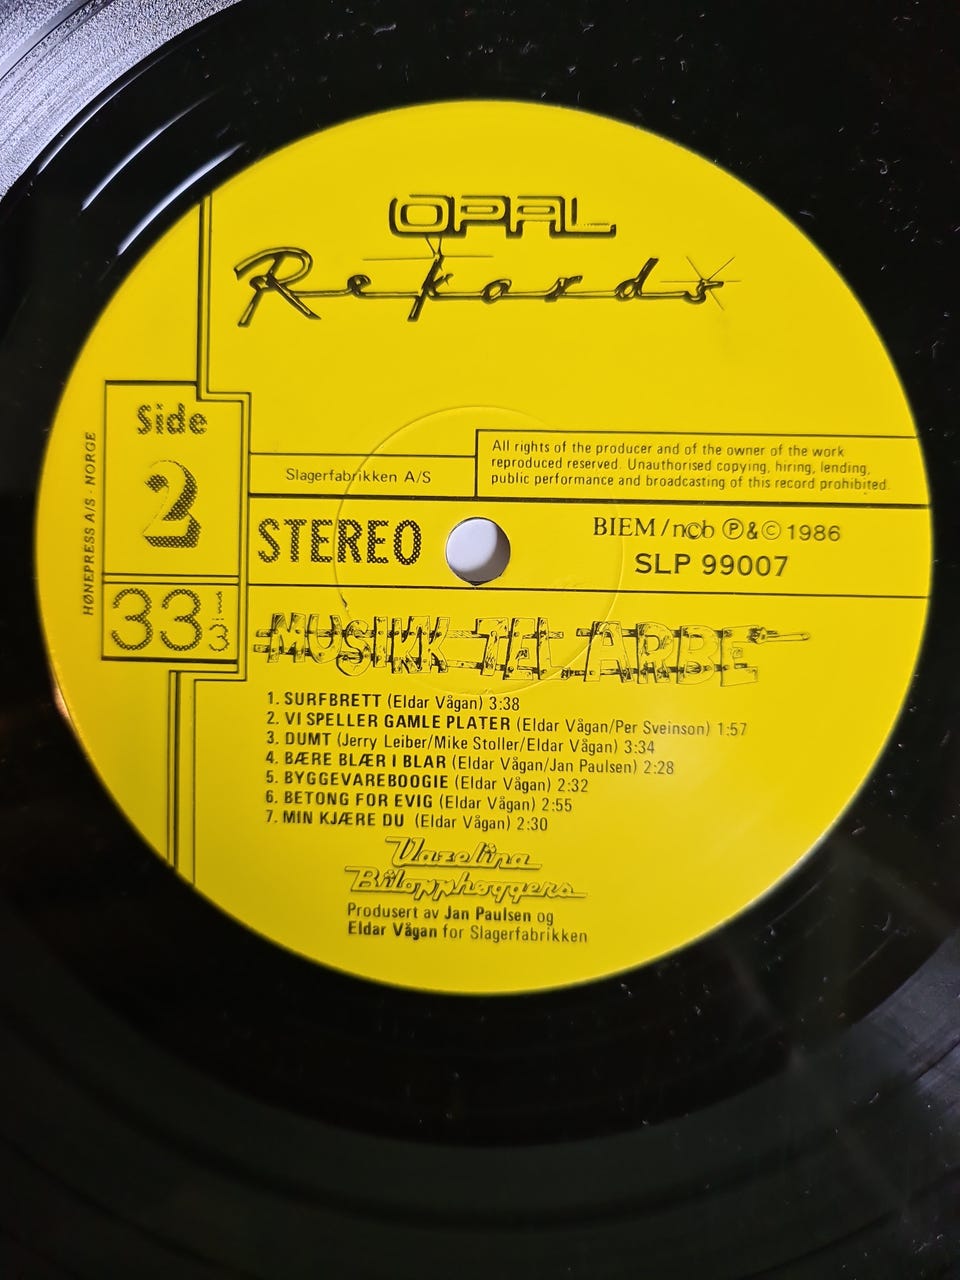 OPAL
Rekords
Side
2
33 1/3
HØNEPRESS A/S · NORGE
Slagerfabrikken A/S
All rights of the producer and of the owner of the work
reproduced reserved. Unauthorised copying, hiring, lending,
public performance and broadcasting of this record prohibited.
STEREO
BIEM/ncb Ⓟ&© 1986
SLP 99007
MUSIKK TEL ARBE'
1. SURFBRETT (Eldar Vågan) 3:38
2. VI SPELLER GAMLE PLATER (Eldar Vågan/Per Sveinson) 1:57
3. DUMT (Jerry Leiber/Mike Stoller/Eldar Vågan) 3:34
4. BÆRE BLÆR I BLAR (Eldar Vågan/Jan Paulsen) 2:28
5. BYGGEVAREBOOGIE (Eldar Vågan) 2:32
6. BETONG FOR EVIG (Eldar Vågan) 2:55
7. MIN KJÆRE DU (Eldar Vågan) 2:30
Vazelina
Bilopphøggers
Produsert av Jan Paulsen og
Eldar Vågan for Slagerfabrikken